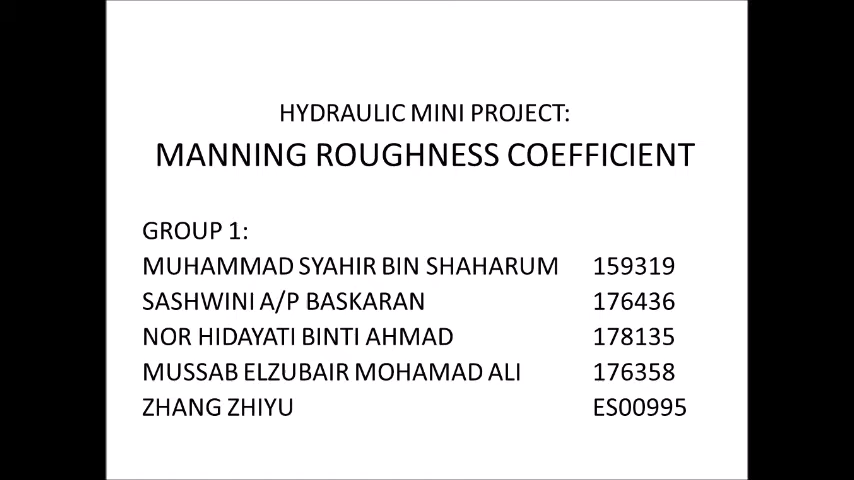 HYDRAULIC MINI PROJECT:
MANNING ROUGHNESS COEFFICIENT
GROUP 1:
MUHAMMAD SYAHIR BIN SHAHARUM 159319
SASHWINI A/P BASKARAN 176436
NOR HIDAYATI BINTI AHMAD 178135
MUSSAB ELZUBAIR MOHAMAD ALI 176358
ZHANG ZHIYU ES00995